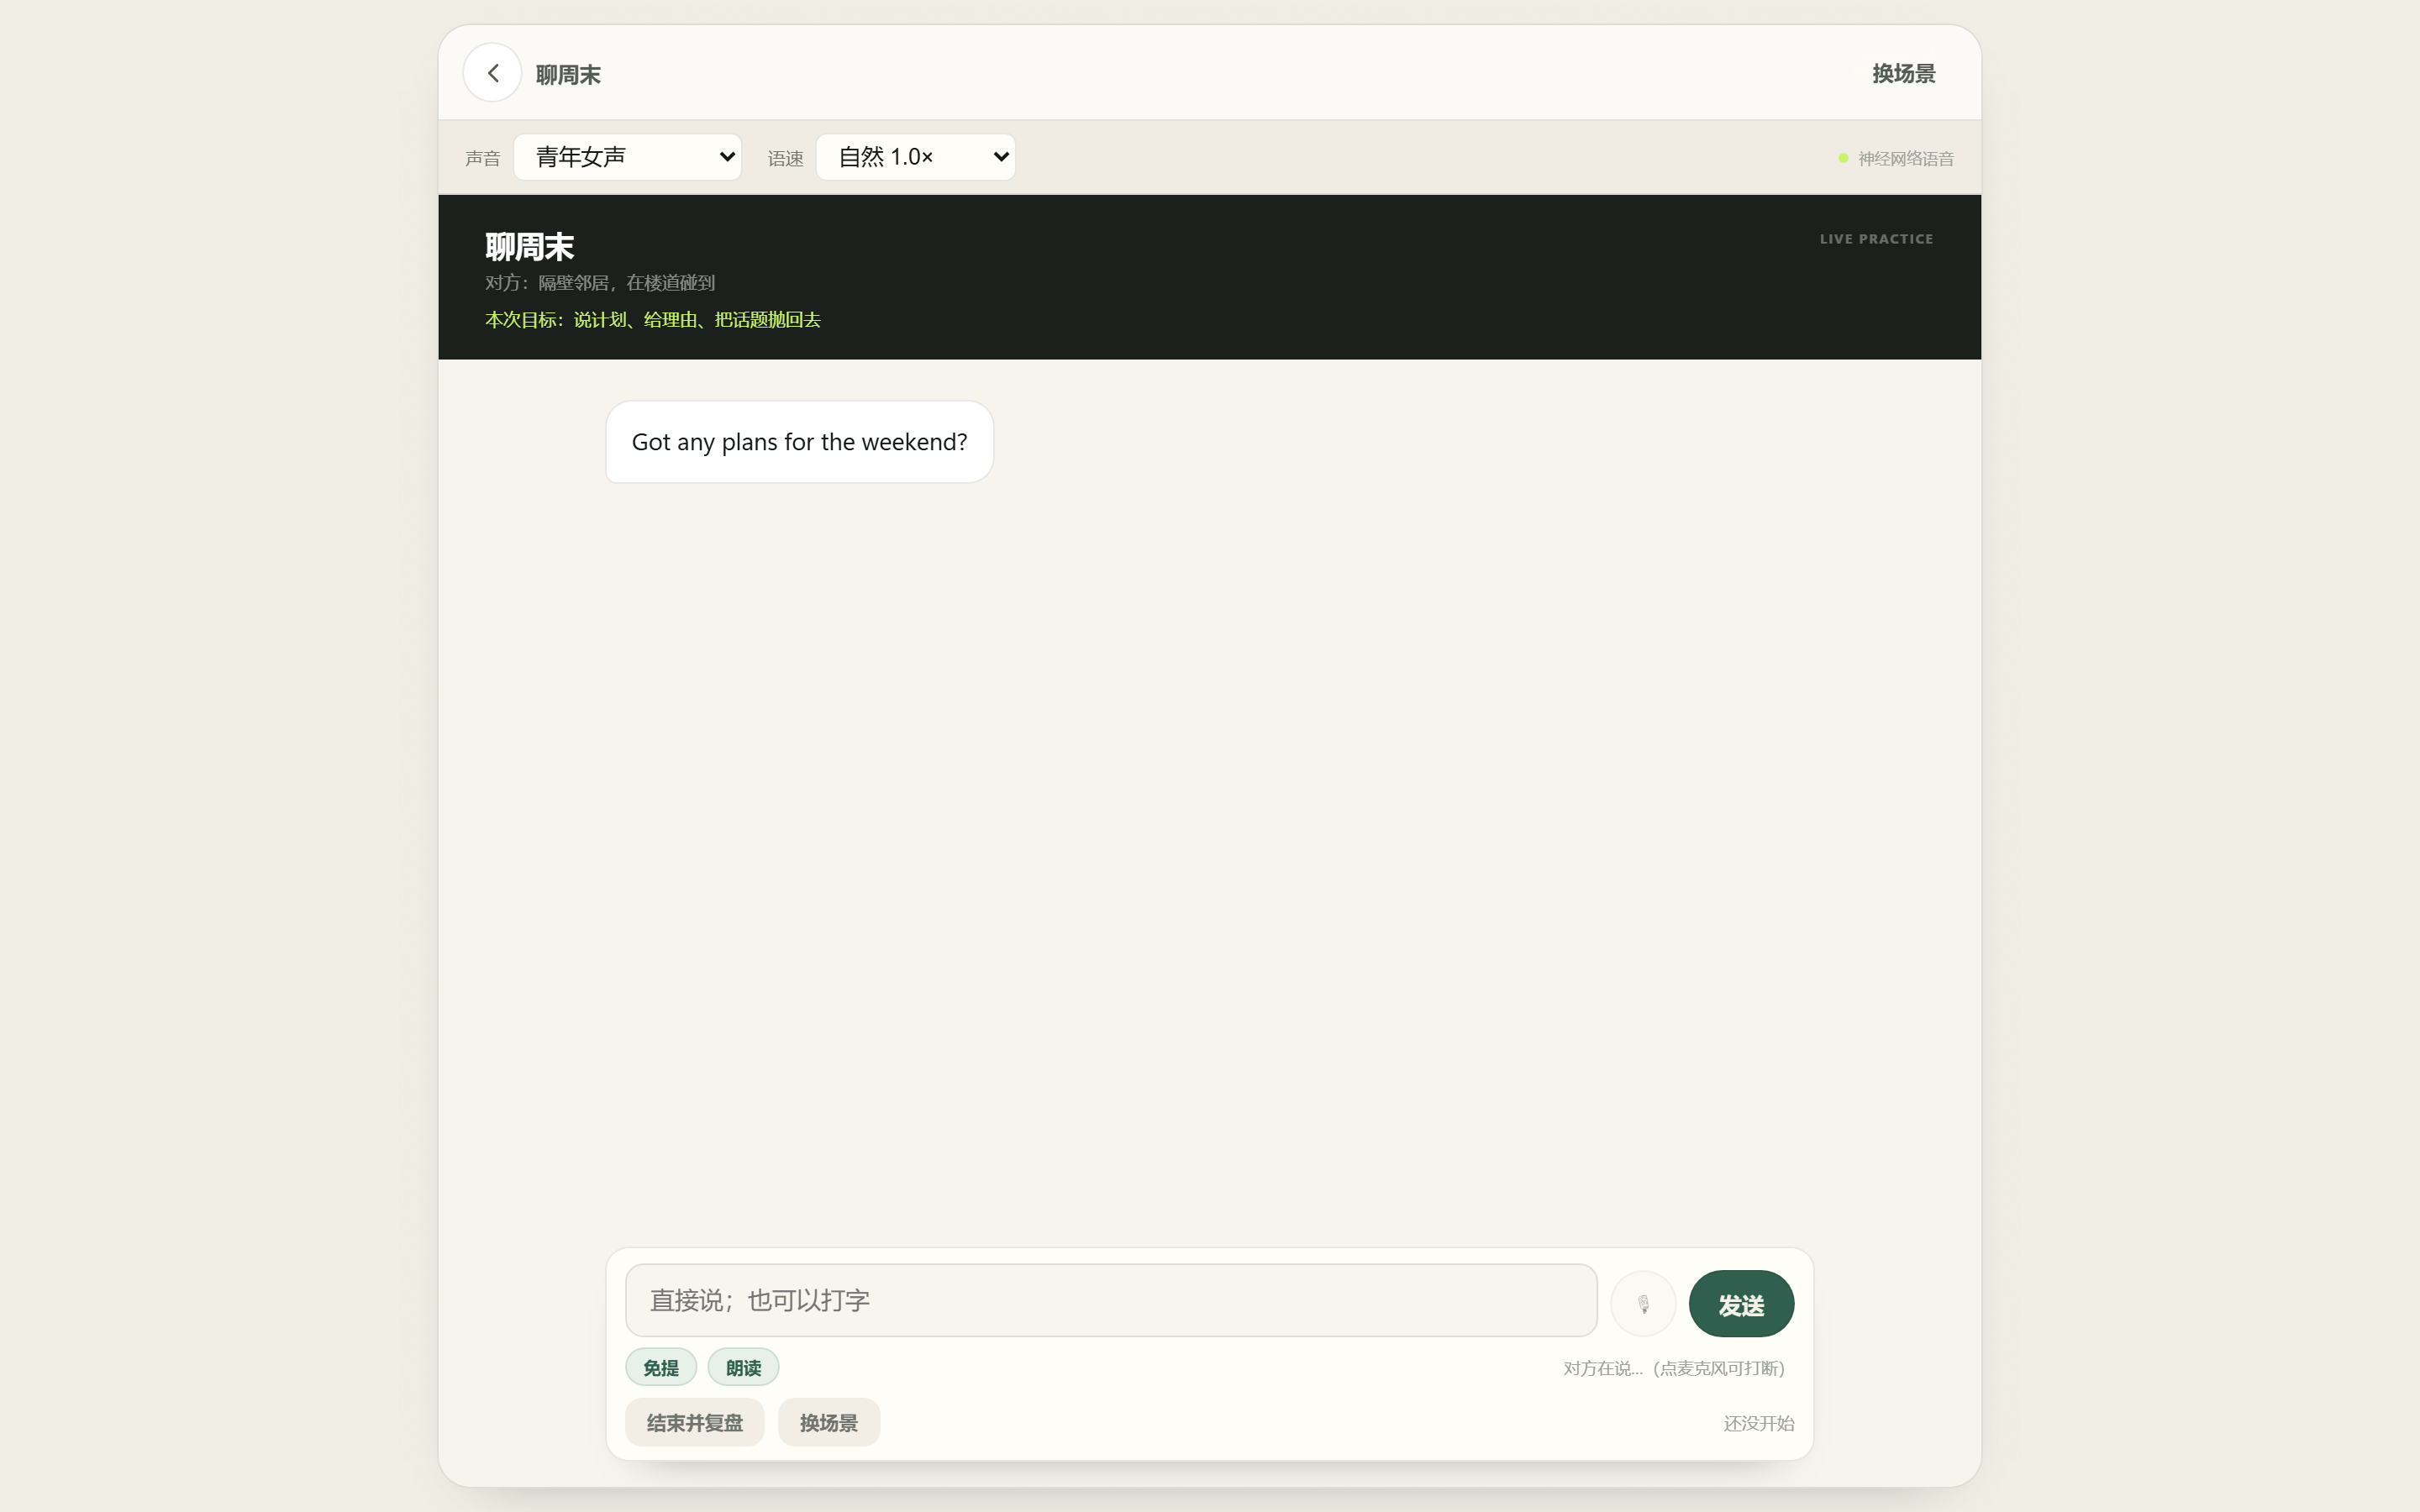 聊周末
换场景
声音 青年女声 语速 自然 1.0× 神经网络语音
聊周末
LIVE PRACTICE
对方：隔壁邻居，在楼道碰到
本次目标：说计划、给理由、把话题抛回去
Got any plans for the weekend?
直接说；也可以打字
发送
免提 朗读 对方在说…（点麦克风可打断）
结束并复盘 换场景 还没开始